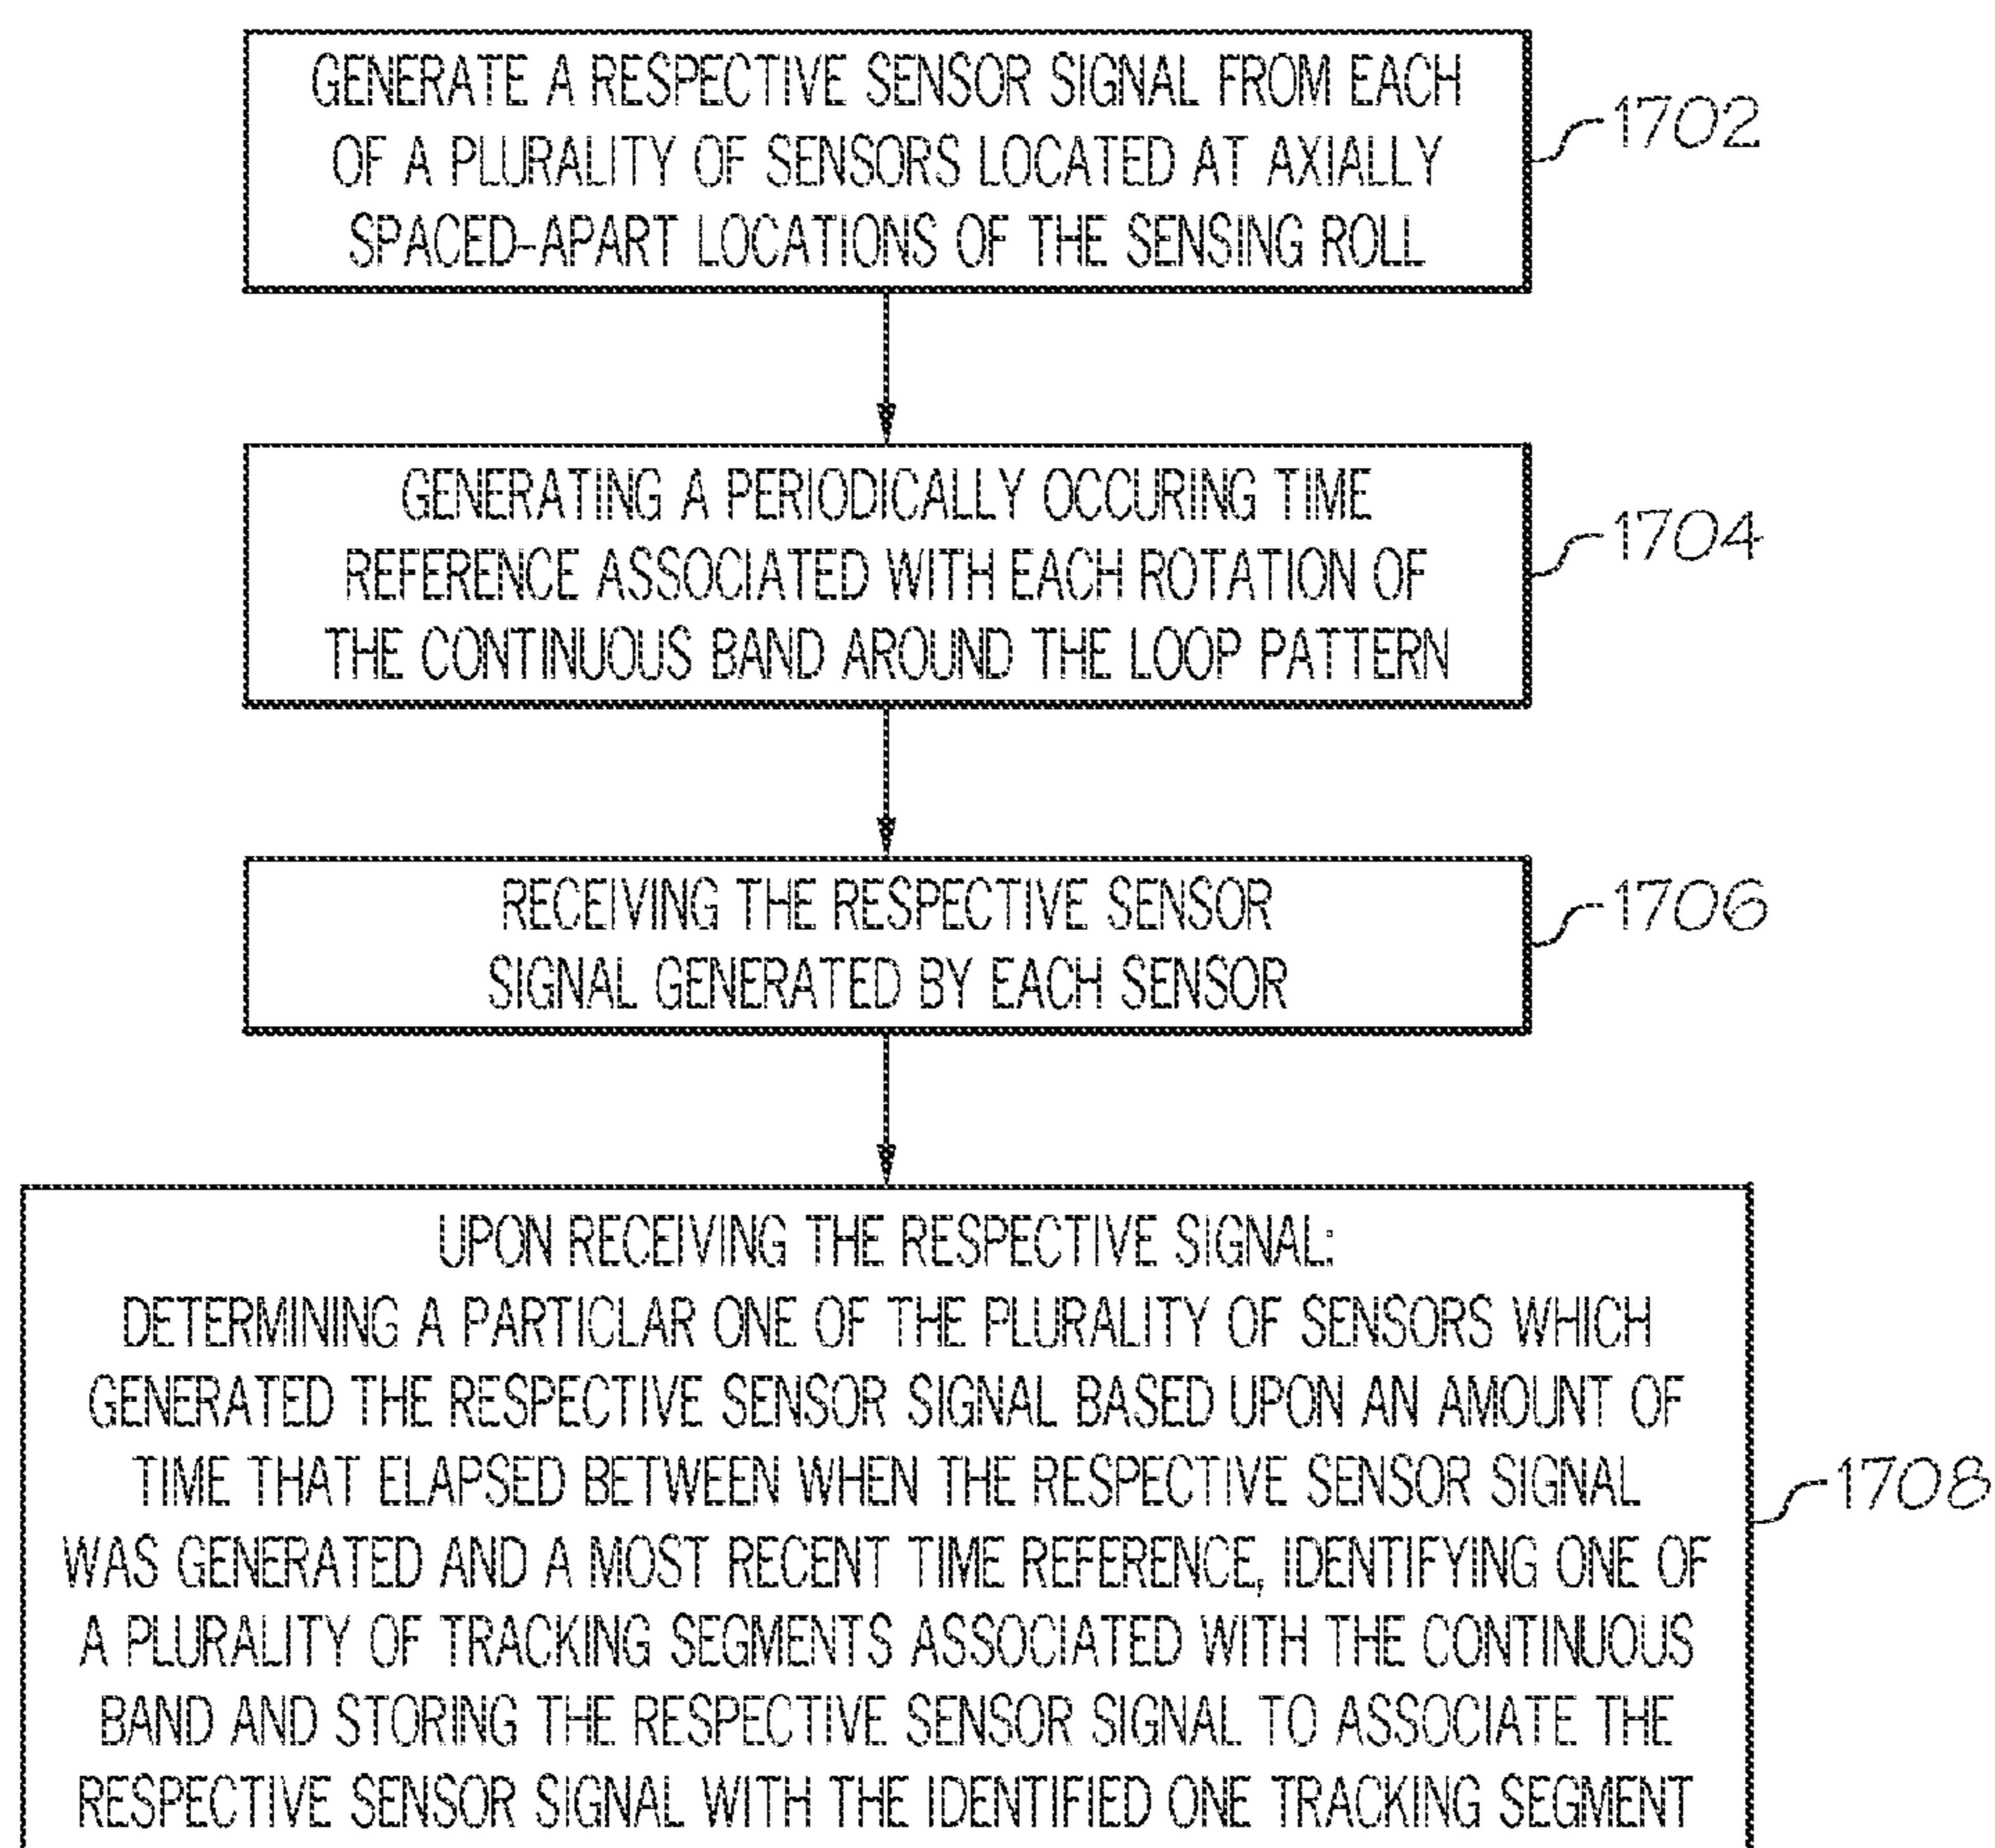 GENERATE A RESPECTIVE SENSOR SIGNAL FROM EACH
OF A PLURALITY OF SENSORS LOCATED AT AXIALLY
SPACED-APART LOCATIONS OF THE SENSING ROLL
1702
GENERATING A PERIODICALLY OCCURING TIME
REFERENCE ASSOCIATED WITH EACH ROTATION OF
THE CONTINUOUS BAND AROUND THE LOOP PATTERN
1704
RECEIVING THE RESPECTIVE SENSOR
SIGNAL GENERATED BY EACH SENSOR
1706
UPON RECEIVING THE RESPECTIVE SIGNAL:
DETERMINING A PARTICLAR ONE OF THE PLURALITY OF SENSORS WHICH
GENERATED THE RESPECTIVE SENSOR SIGNAL BASED UPON AN AMOUNT OF
TIME THAT ELAPSED BETWEEN WHEN THE RESPECTIVE SENSOR SIGNAL
WAS GENERATED AND A MOST RECENT TIME REFERENCE, IDENTIFYING ONE OF
A PLURALITY OF TRACKING SEGMENTS ASSOCIATED WITH THE CONTINUOUS
BAND AND STORING THE RESPECTIVE SENSOR SIGNAL TO ASSOCIATE THE
RESPECTIVE SENSOR SIGNAL WITH THE IDENTIFIED ONE TRACKING SEGMENT
1708